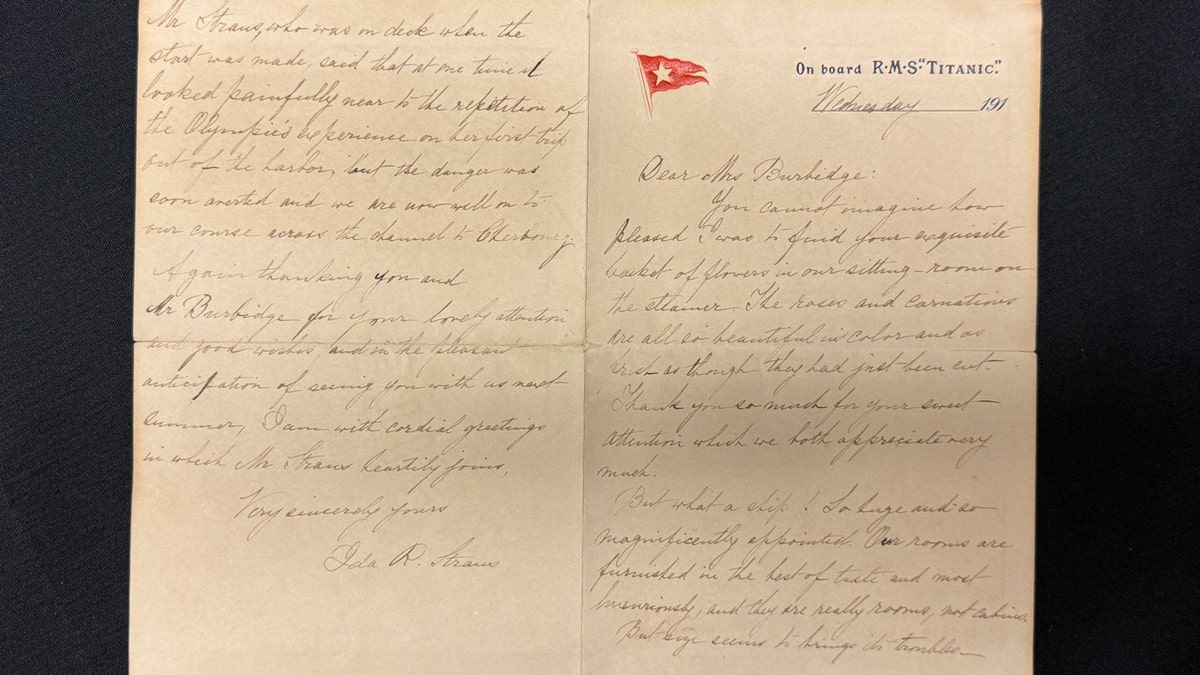 On board R·M·S·"TITANIC."
Wednesday 191
Dear Mrs Burbidge:
You cannot imagine how
pleased I was to find your exquisite
basket of flowers in our sitting-room on
the steamer. The roses and carnations
are all so beautiful in color and as
fresh as though they had just been cut.
Thank you so much for your sweet
attention which we both appreciate very
much.
But what a ship! So huge and so
magnificently appointed. Our rooms are
furnished in the best of taste and most
luxuriously, and they are really rooms, not cabins.
But size seems to brings its troubles—
Mr Straus, who was on deck when the
start was made, said that at one time it
looked painfully near to the repetition of
the Olympic's experience on her first trip
out of the harbor, but the danger was
soon averted and we are now well on to
our course across the channel to Cherbourg.
Again thanking you and
Mr Burbidge for your lovely attention
and good wishes and in the pleasant
anticipation of seeing you with us next
summer, I am with cordial greetings
in which Mr Straus heartily joins,
Very sincerely yours
Ida R. Straus